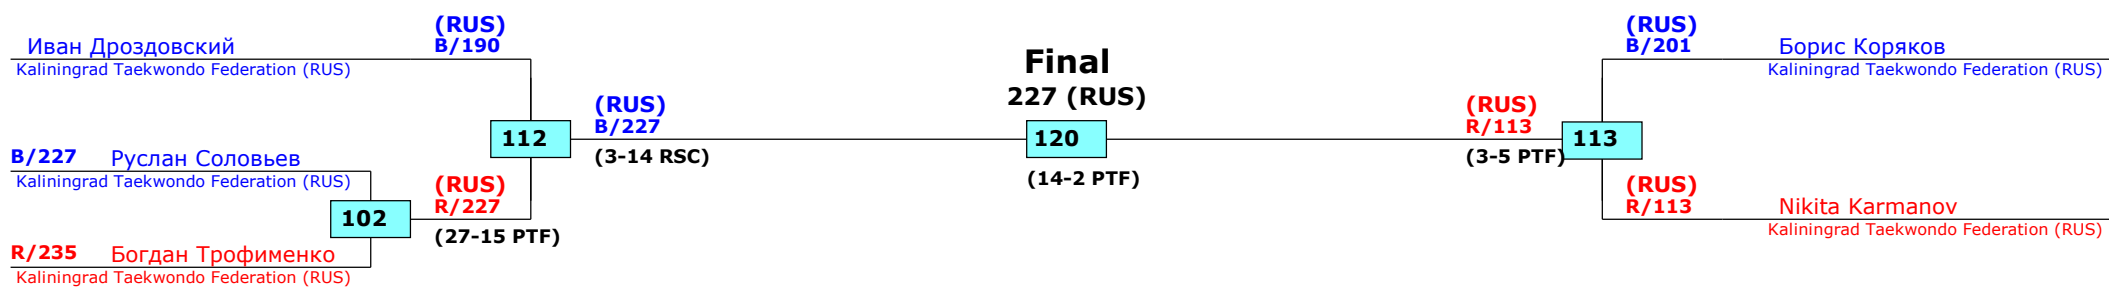 (RUS)
B/190
Иван Дроздовский
Kaliningrad Taekwondo Federation (RUS)
B/227 Руслан Соловьев
Kaliningrad Taekwondo Federation (RUS)
102
R/235 Богдан Трофименко
Kaliningrad Taekwondo Federation (RUS)
(RUS)
R/227
(27-15 PTF)
112
(RUS)
B/227
(3-14 RSC)
Final
227 (RUS)
120
(14-2 PTF)
(RUS)
R/113
(3-5 PTF)
113
(RUS)
B/201
Борис Коряков
Kaliningrad Taekwondo Federation (RUS)
(RUS)
R/113
Nikita Karmanov
Kaliningrad Taekwondo Federation (RUS)